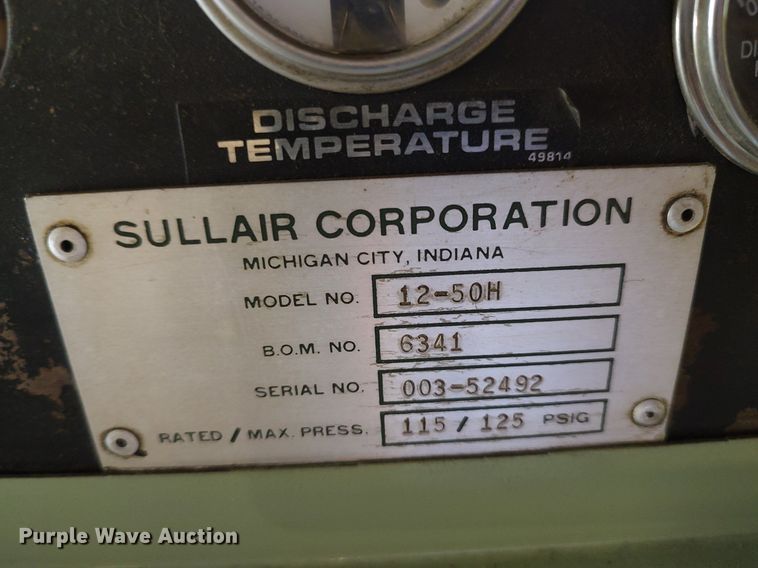 DISCHARGE
TEMPERATURE
49814
SULLAIR CORPORATION
MICHIGAN CITY, INDIANA
MODEL NO. 12-50H
B.O.M. NO. 6341
SERIAL NO. 003-52492
RATED / MAX. PRESS. 115 / 125 PSIG
Purple Wave Auction